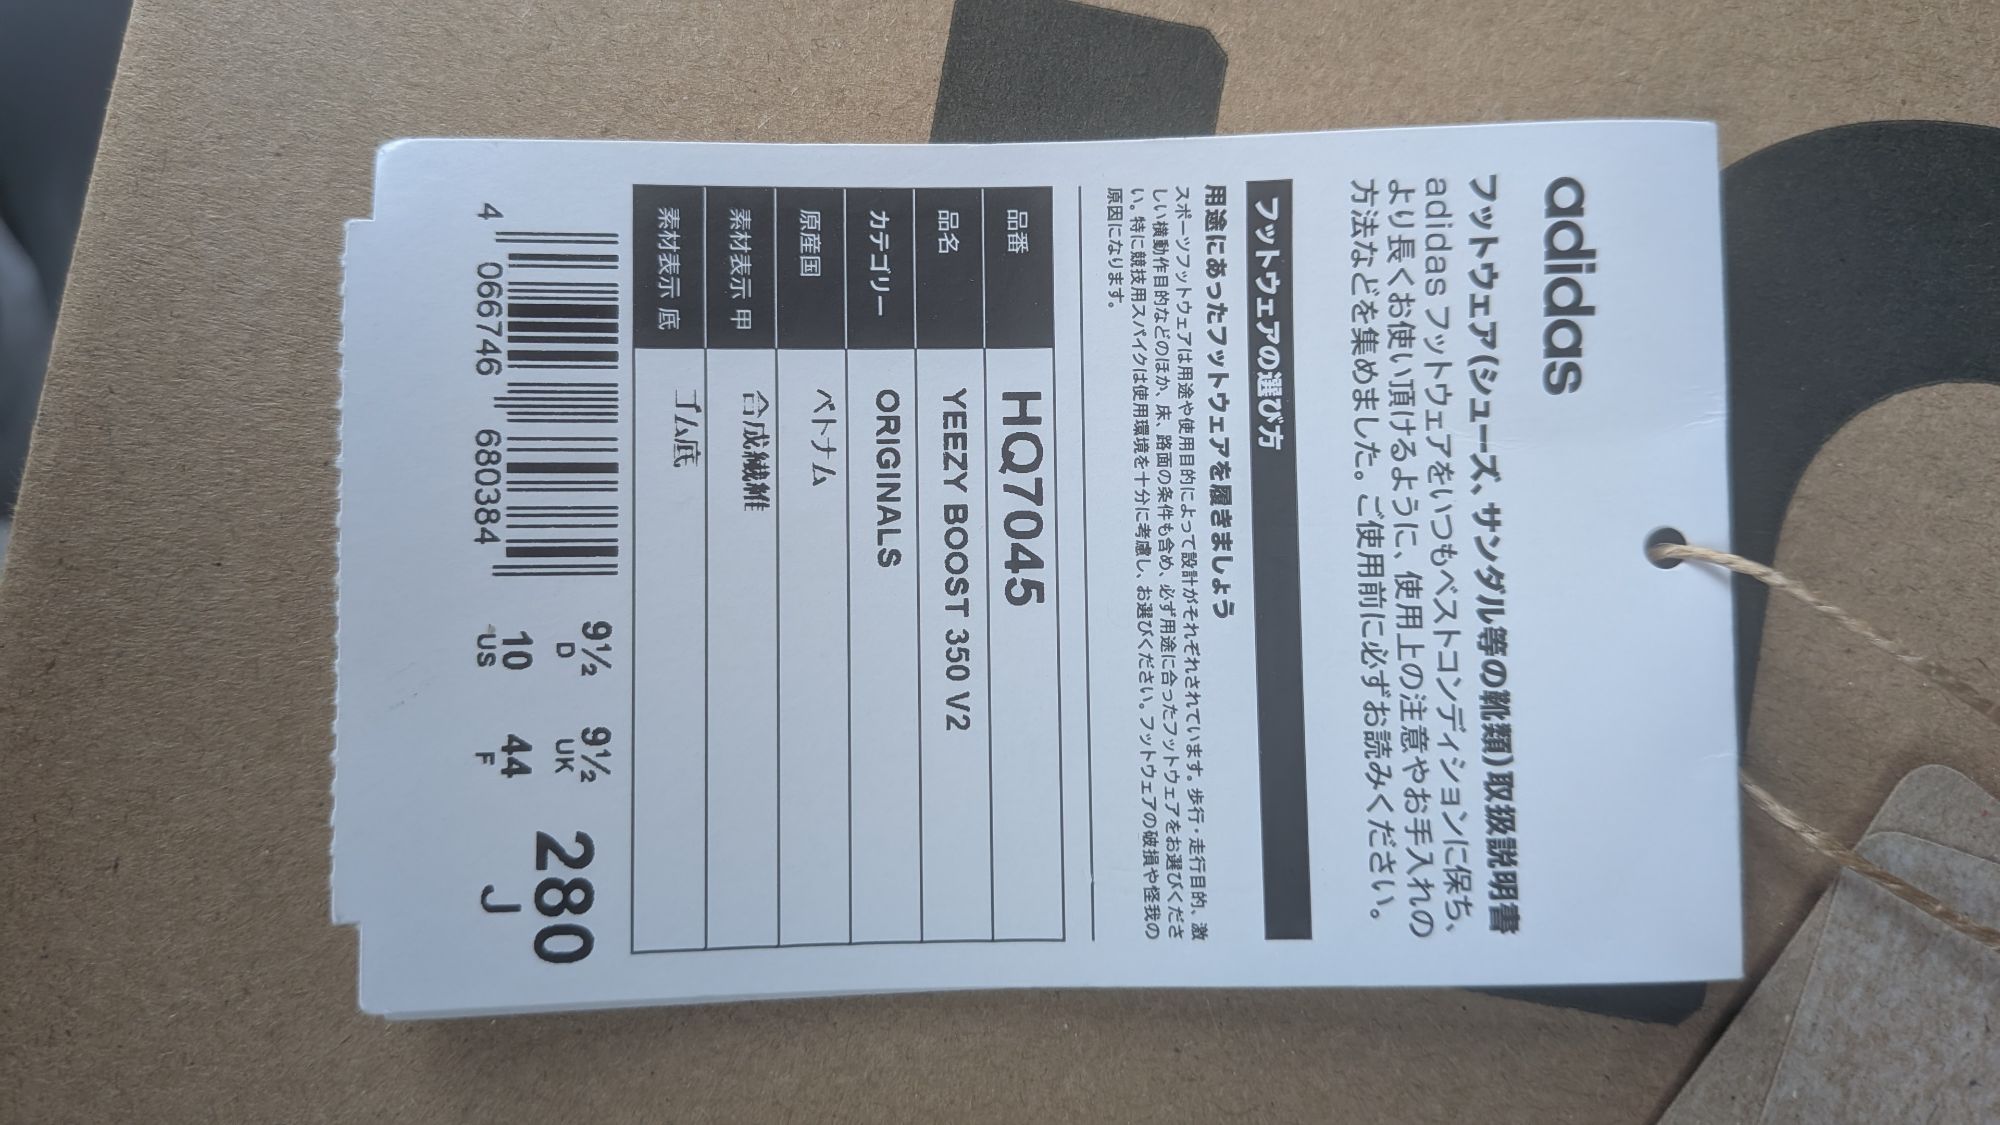 adidas
フットウェア(シューズ、サンダル等の靴類)取扱説明書
adidas フットウェアをいつもベストコンディションに保ち、
より長くお使い頂けるように、使用上の注意やお手入れの
方法などを集めました。ご使用前に必ずお読みください。
フットウェアの選び方
用途にあったフットウェアを履きましょう
スポーツフットウェアは用途や使用目的によって設計がそれぞれされています。歩行・走行目的、激
しい横動作目的などのほか、床、路面の条件も含め、必ず用途に合ったフットウェアをお選びくださ
い。特に競技用スパイクは使用環境を十分に考慮し、お選びください。フットウェアの破損や怪我の
原因になります。
品番 HQ7045
品名 YEEZY BOOST 350 V2
カテゴリー ORIGINALS
原産国 ベトナム
素材表示 甲 合成繊維
素材表示 底 ゴム底
4 066746 680384
9½ 9½ 280
D UK
10 44 J
US F